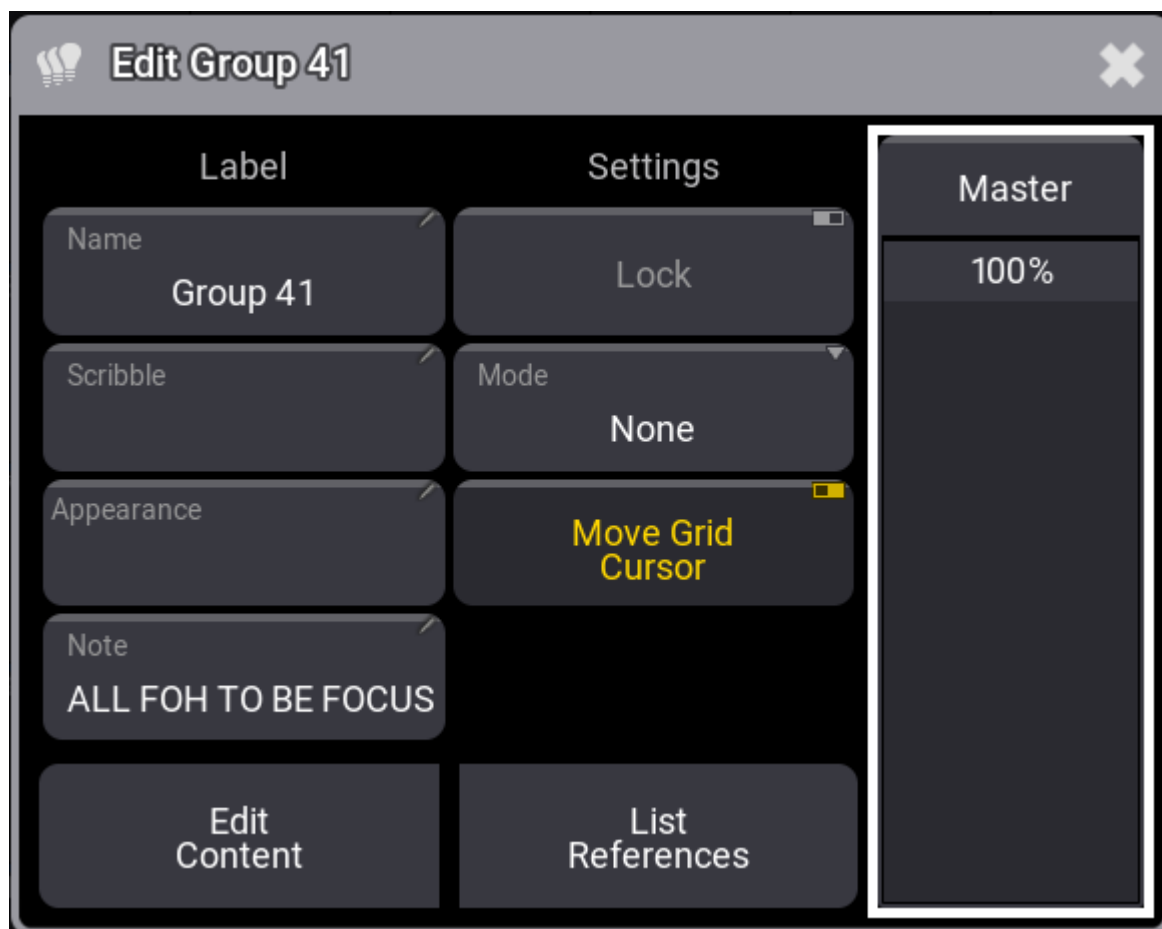 Edit Group 41
Label
Settings
Master
Name
Group 41
Lock
100%
Scribble
Mode
None
Appearance
Move Grid
Cursor
Note
ALL FOH TO BE FOCUS
Edit
Content
List
References